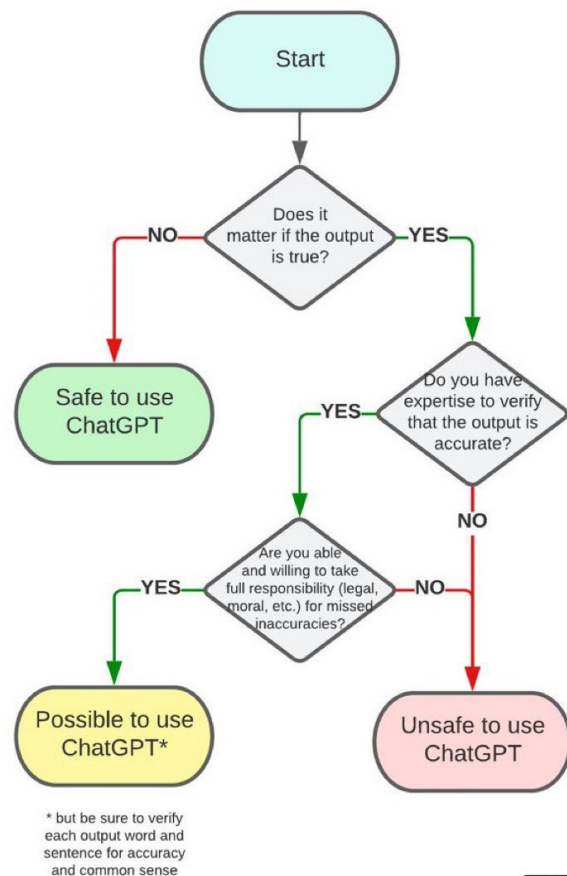 Start
Does it
matter if the output
is true?
NO
YES
Safe to use
ChatGPT
Do you have
expertise to verify
that the output is
accurate?
YES
NO
Are you able
and willing to take
full responsibility (legal,
moral, etc.) for missed
inaccuracies?
YES
NO
Possible to use
ChatGPT*
Unsafe to use
ChatGPT
* but be sure to verify
each output word and
sentence for accuracy
and common sense